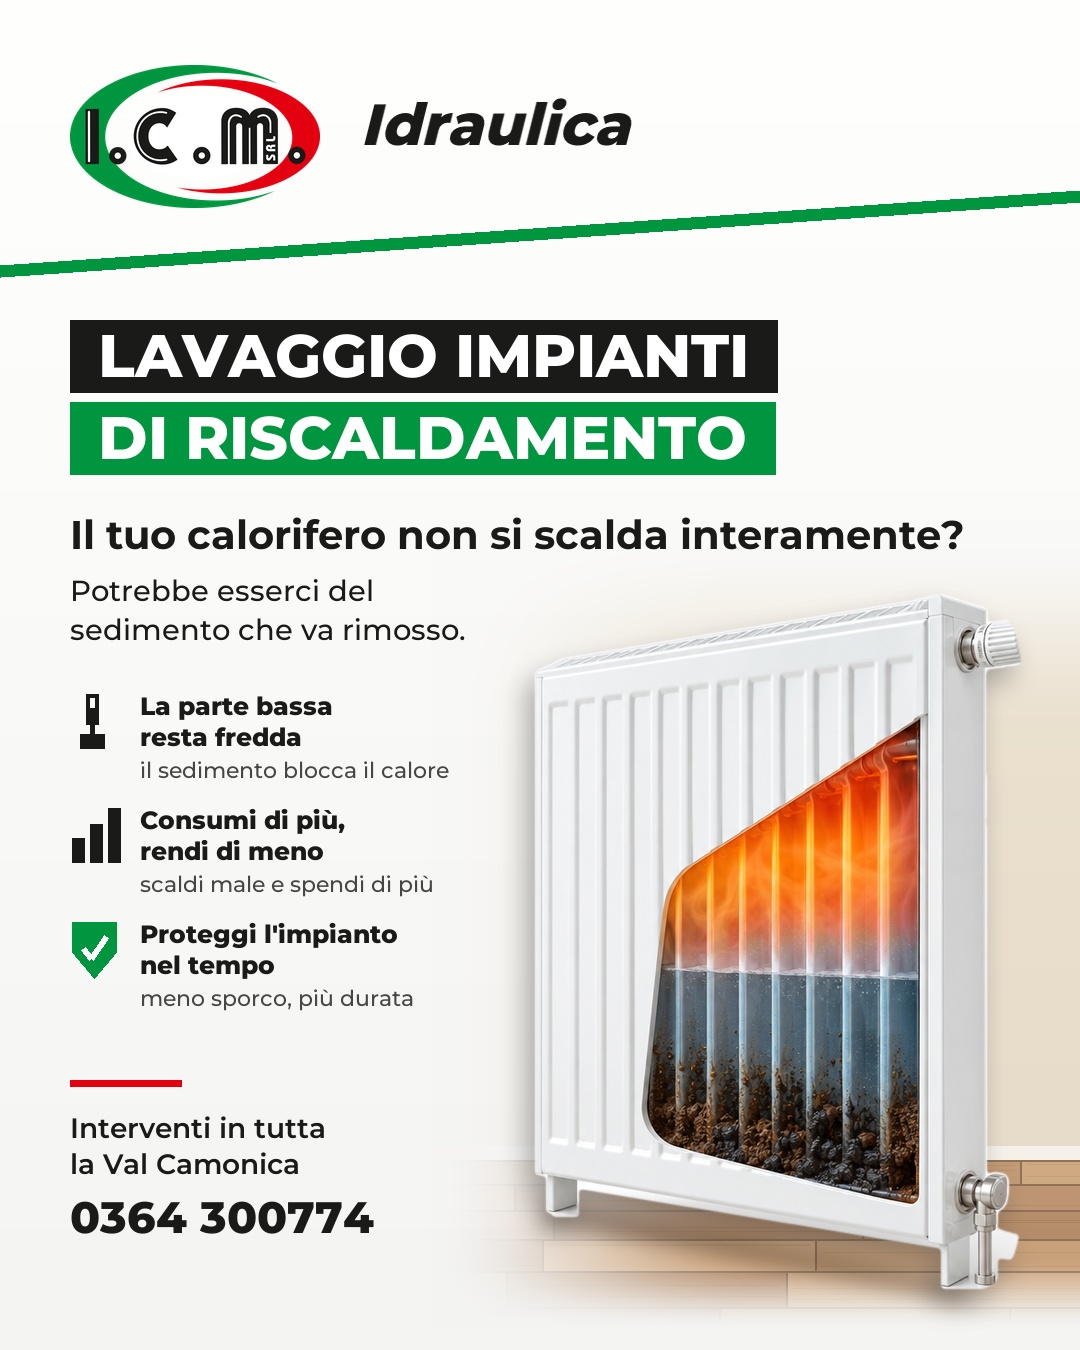 I.C.M. SRL
Idraulica
LAVAGGIO IMPIANTI
DI RISCALDAMENTO
Il tuo calorifero non si scalda interamente?
Potrebbe esserci del
sedimento che va rimosso.
La parte bassa
resta fredda
il sedimento blocca il calore
Consumi di più,
rendi di meno
scaldi male e spendi di più
Proteggi l'impianto
nel tempo
meno sporco, più durata
Interventi in tutta
la Val Camonica
0364 300774